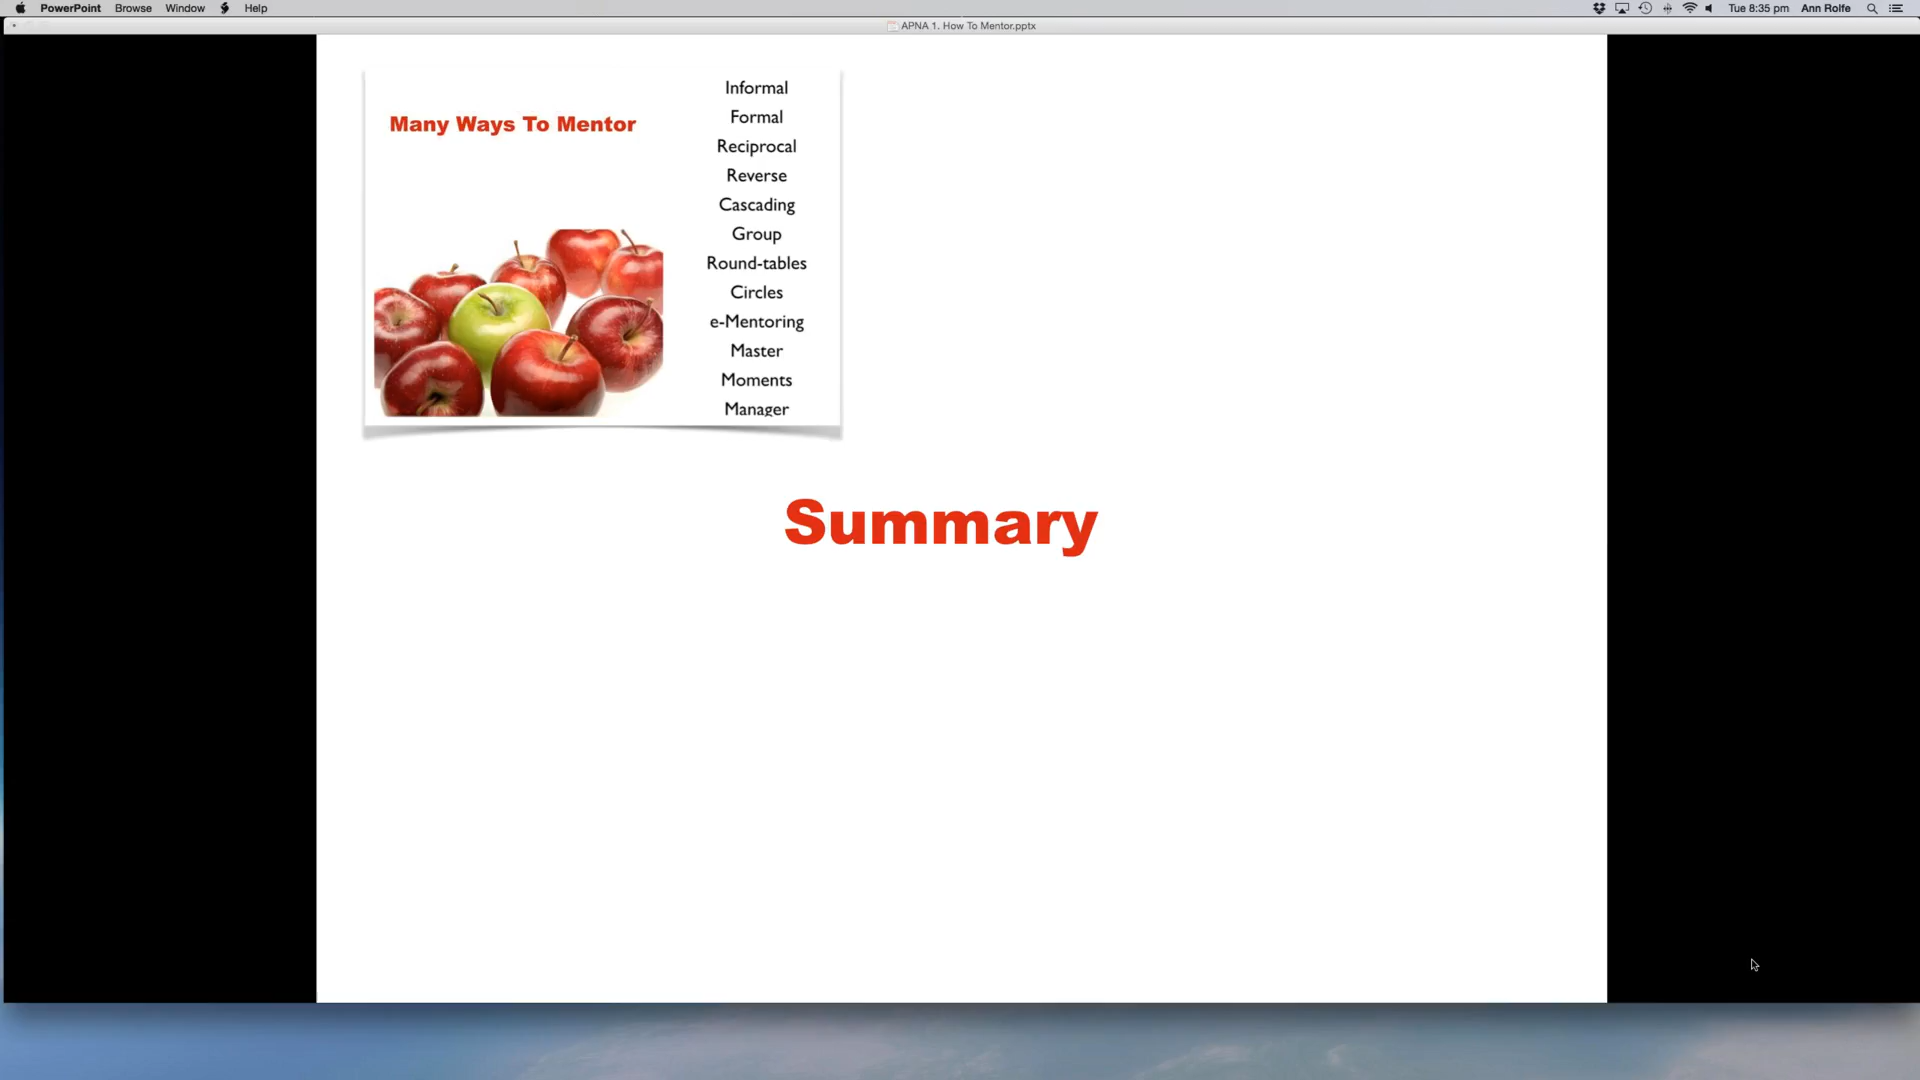 PowerPoint Browse Window Help
Tue 8:35 pm Ann Rolfe
APNA 1. How To Mentor.pptx
Many Ways To Mentor
Informal
Formal
Reciprocal
Reverse
Cascading
Group
Round-tables
Circles
e-Mentoring
Master
Moments
Manager
Summary